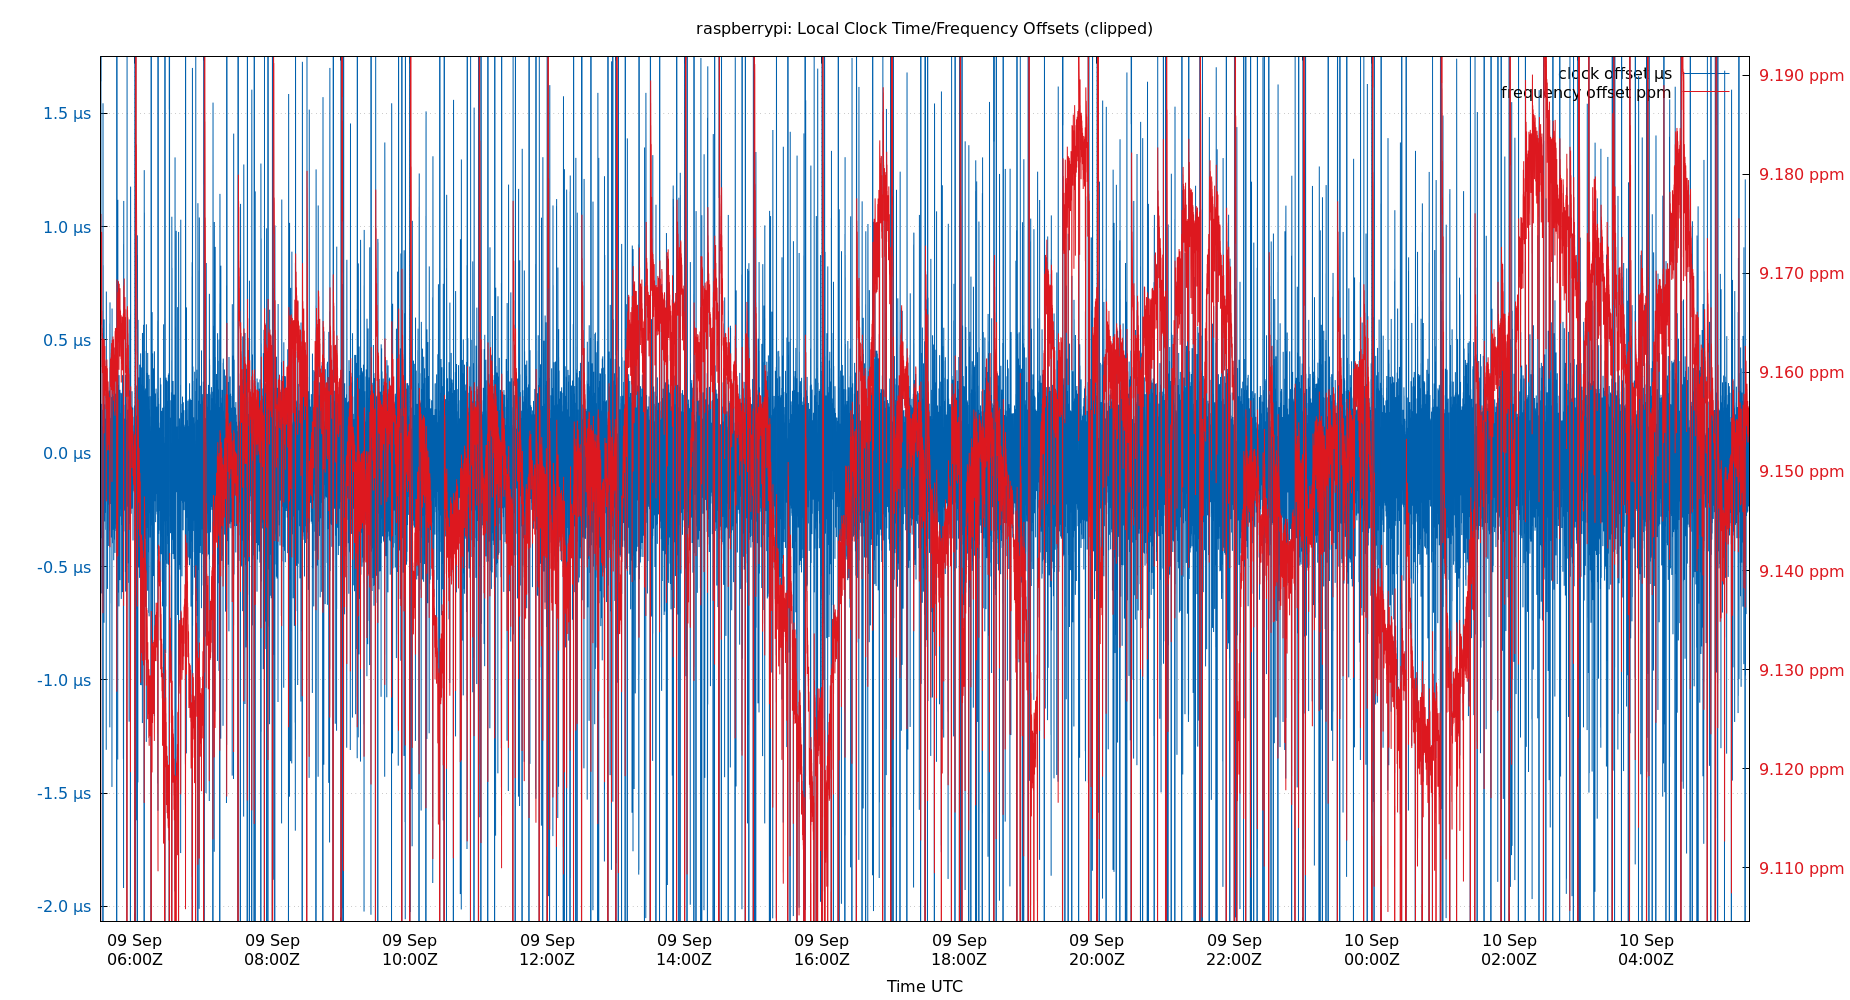 raspberrypi: Local Clock Time/Frequency Offsets (clipped)
clock offset µs
frequency offset ppm
1.5 µs
1.0 µs
0.5 µs
0.0 µs
-0.5 µs
-1.0 µs
-1.5 µs
-2.0 µs
9.190 ppm
9.180 ppm
9.170 ppm
9.160 ppm
9.150 ppm
9.140 ppm
9.130 ppm
9.120 ppm
9.110 ppm
09 Sep
06:00Z
09 Sep
08:00Z
09 Sep
10:00Z
09 Sep
12:00Z
09 Sep
14:00Z
09 Sep
16:00Z
09 Sep
18:00Z
09 Sep
20:00Z
09 Sep
22:00Z
10 Sep
00:00Z
10 Sep
02:00Z
10 Sep
04:00Z
Time UTC